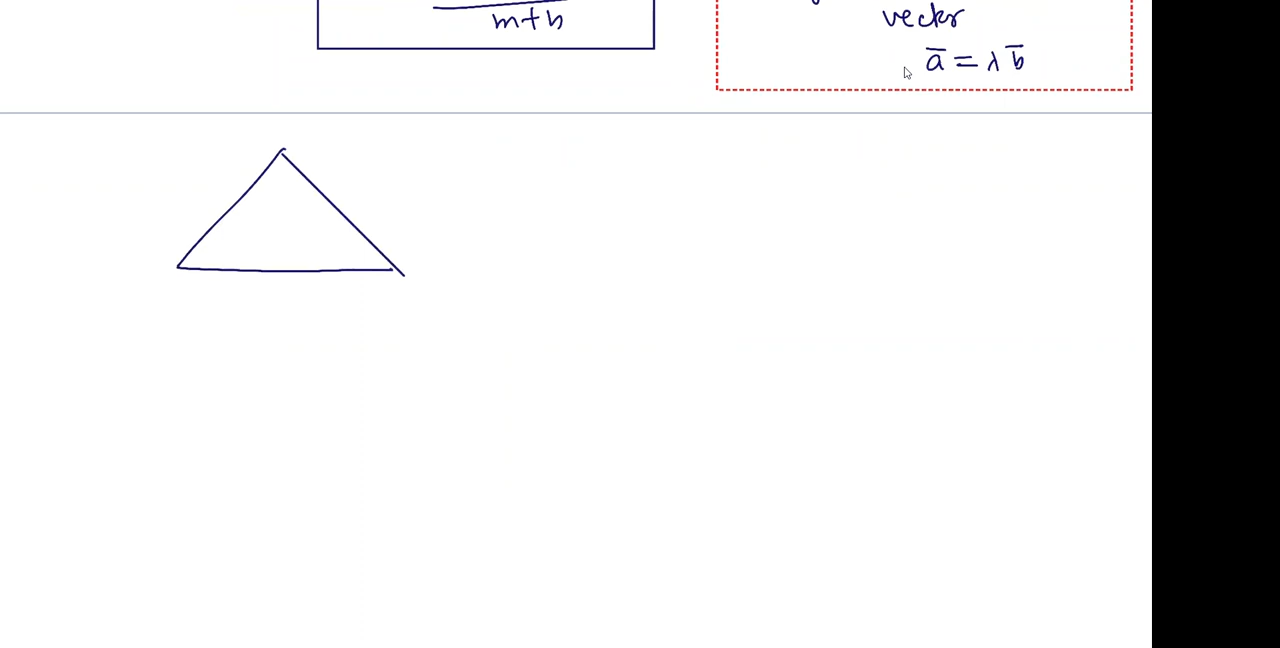 m+n
vector
a̅ = λ b̅